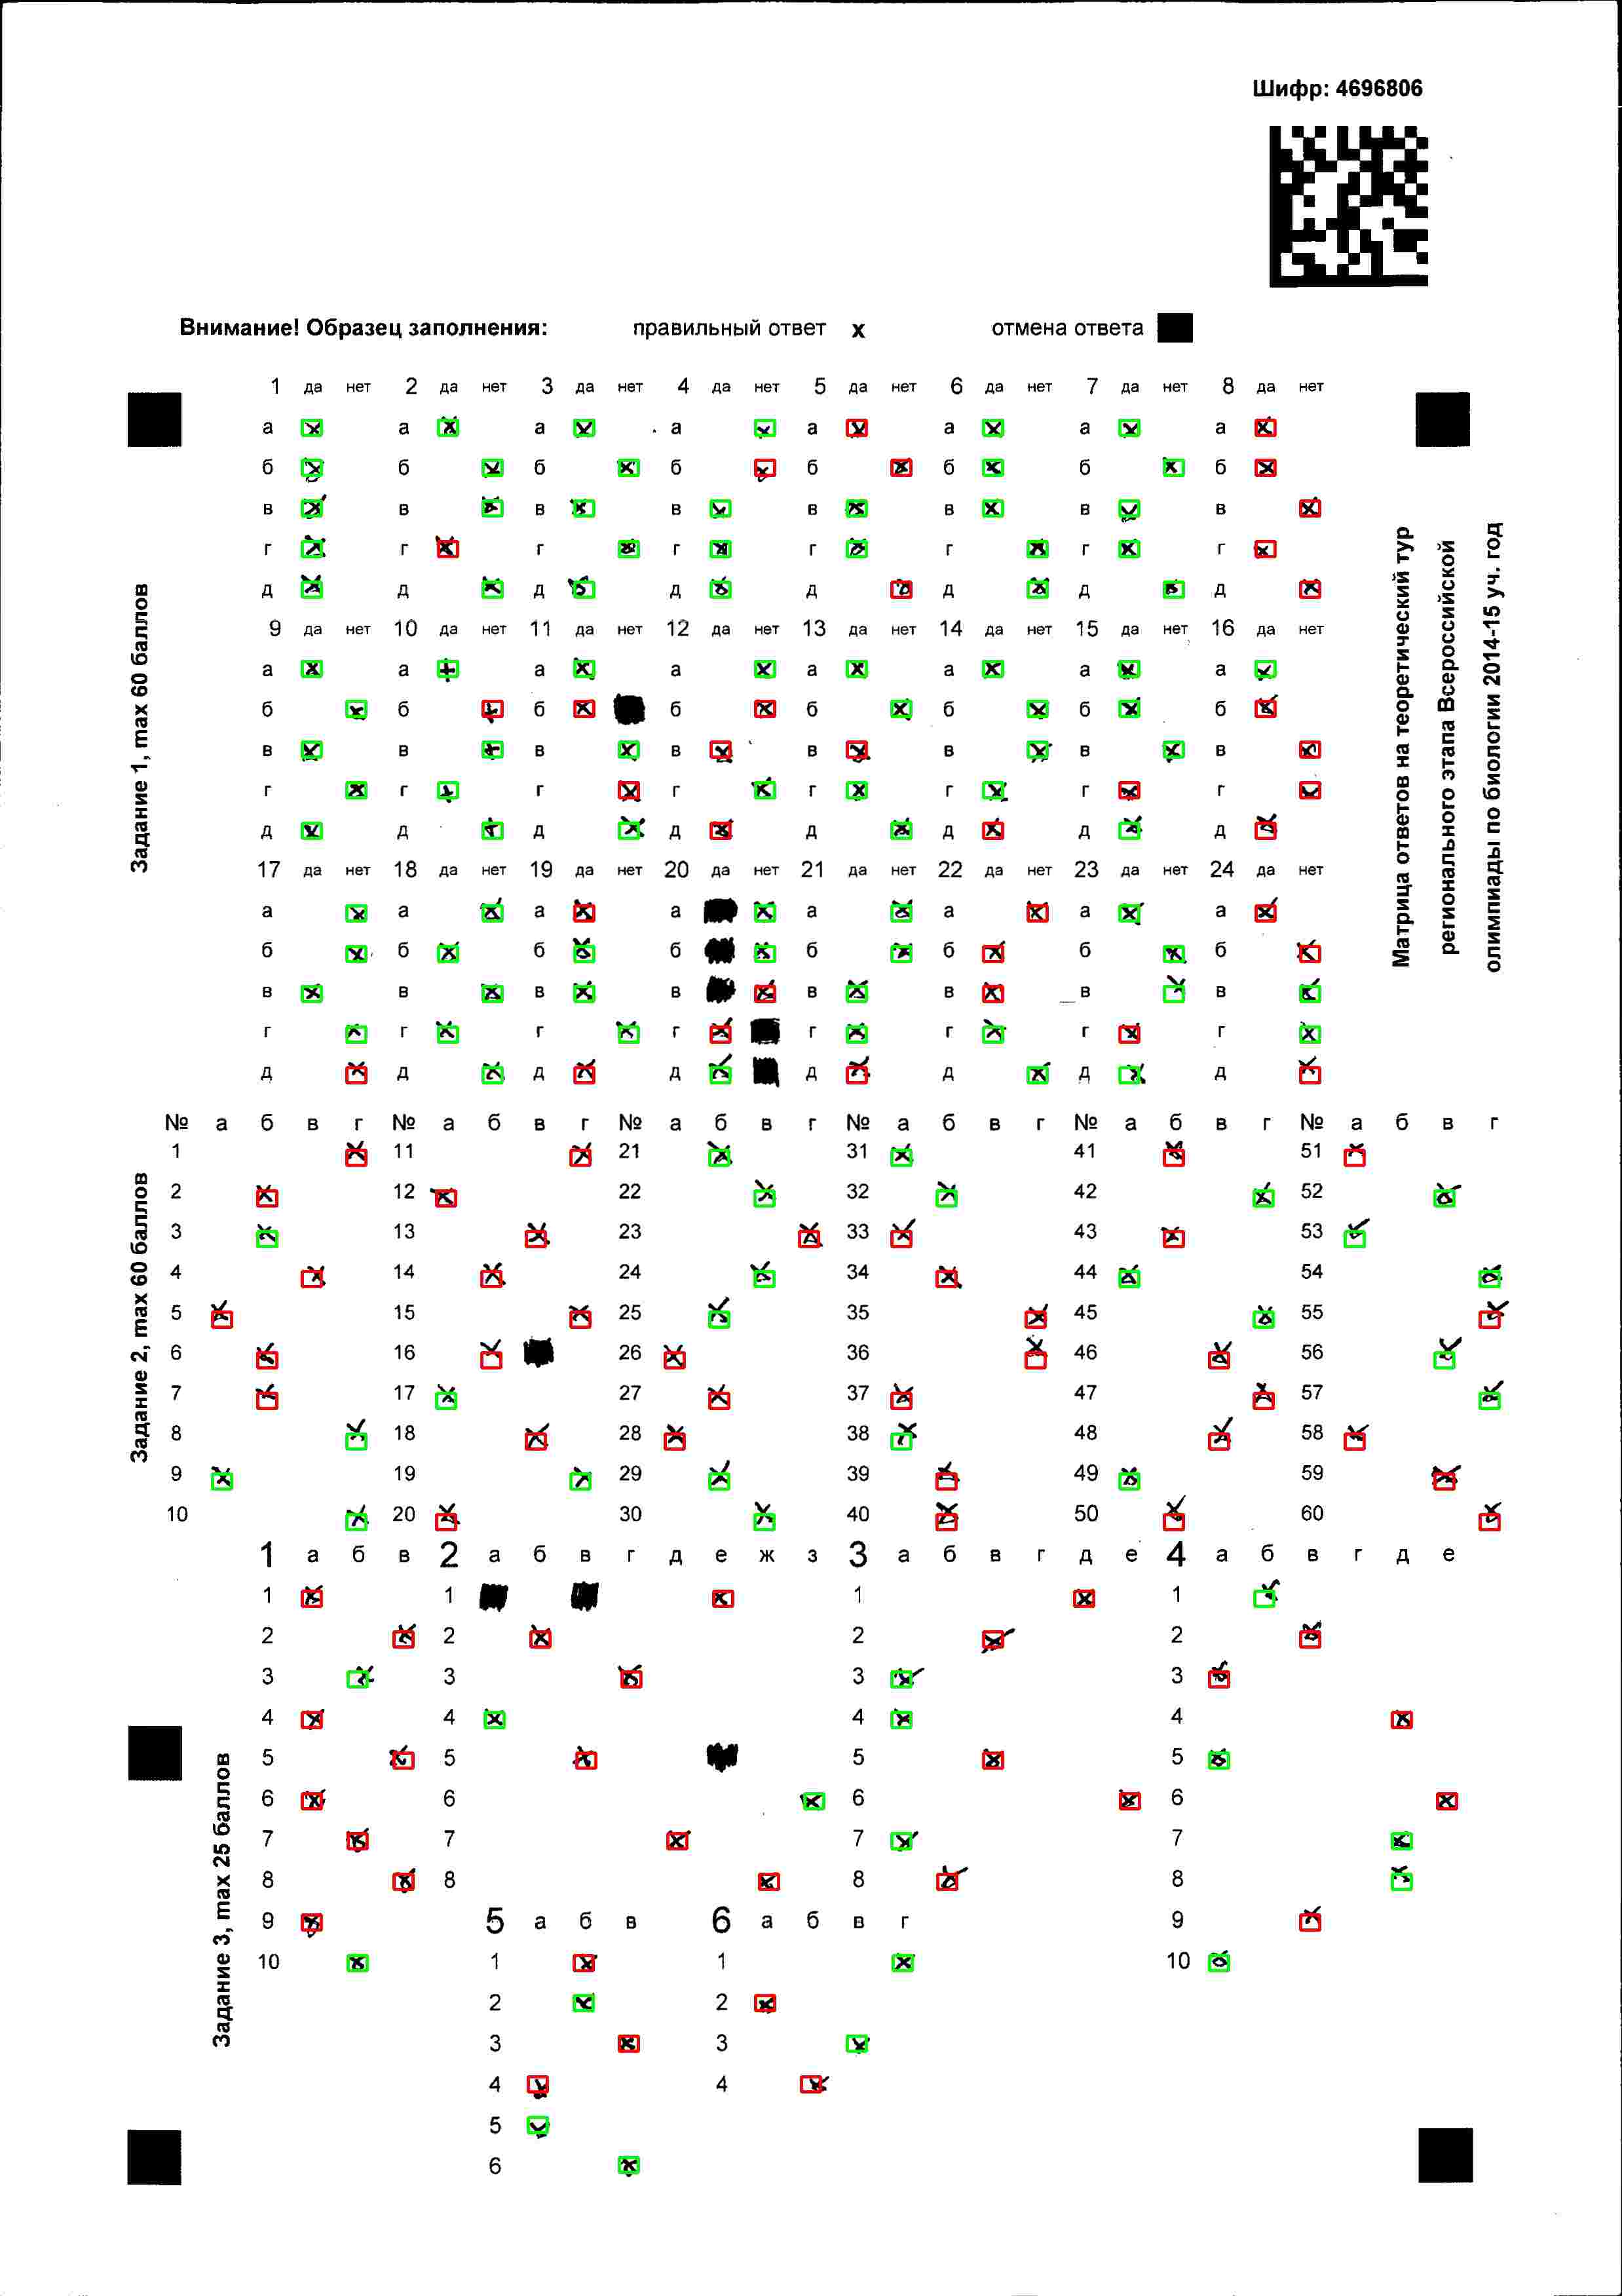 Шифр: 4696806
Внимание! Образец заполнения: правильный ответ х отмена ответа
1 да нет 2 да нет 3 да нет 4 да нет 5 да нет 6 да нет 7 да нет 8 да нет
а а а а а а а а
б б б б б б б б
в в в в в в в в
г г г г г г г г
д д д д д д д д
9 да нет 10 да нет 11 да нет 12 да нет 13 да нет 14 да нет 15 да нет 16 да нет
а а а а а а а а
б б б б б б б б
в в в в в в в в
г г г г г г г г
д д д д д д д д
17 да нет 18 да нет 19 да нет 20 да нет 21 да нет 22 да нет 23 да нет 24 да нет
а а а а а а а а
б б б б б б б б
в в в в в в в в
г г г г г г г г
д д д д д д д д
Задание 1, max 60 баллов
Матрица ответов на теоретический тур
регионального этапа Всероссийской
олимпиады по биологии 2014-15 уч. год
№ а б в г № а б в г № а б в г № а б в г № а б в г № а б в г
1 11 21 31 41 51
2 12 22 32 42 52
3 13 23 33 43 53
4 14 24 34 44 54
5 15 25 35 45 55
6 16 26 36 46 56
7 17 27 37 47 57
8 18 28 38 48 58
9 19 29 39 49 59
10 20 30 40 50 60
Задание 2, max 60 баллов
1 а б в 2 а б в г д е ж з 3 а б в г д е 4 а б в г д е
1 1 1 1
2 2 2 2
3 3 3 3
4 4 4 4
5 5 5 5
6 6 6 6
7 7 7 7
8 8 8 8
9 5 а б в 6 а б в г 9
10 1 1 10
2 2
3 3
4 4
5
6
Задание 3, max 25 баллов